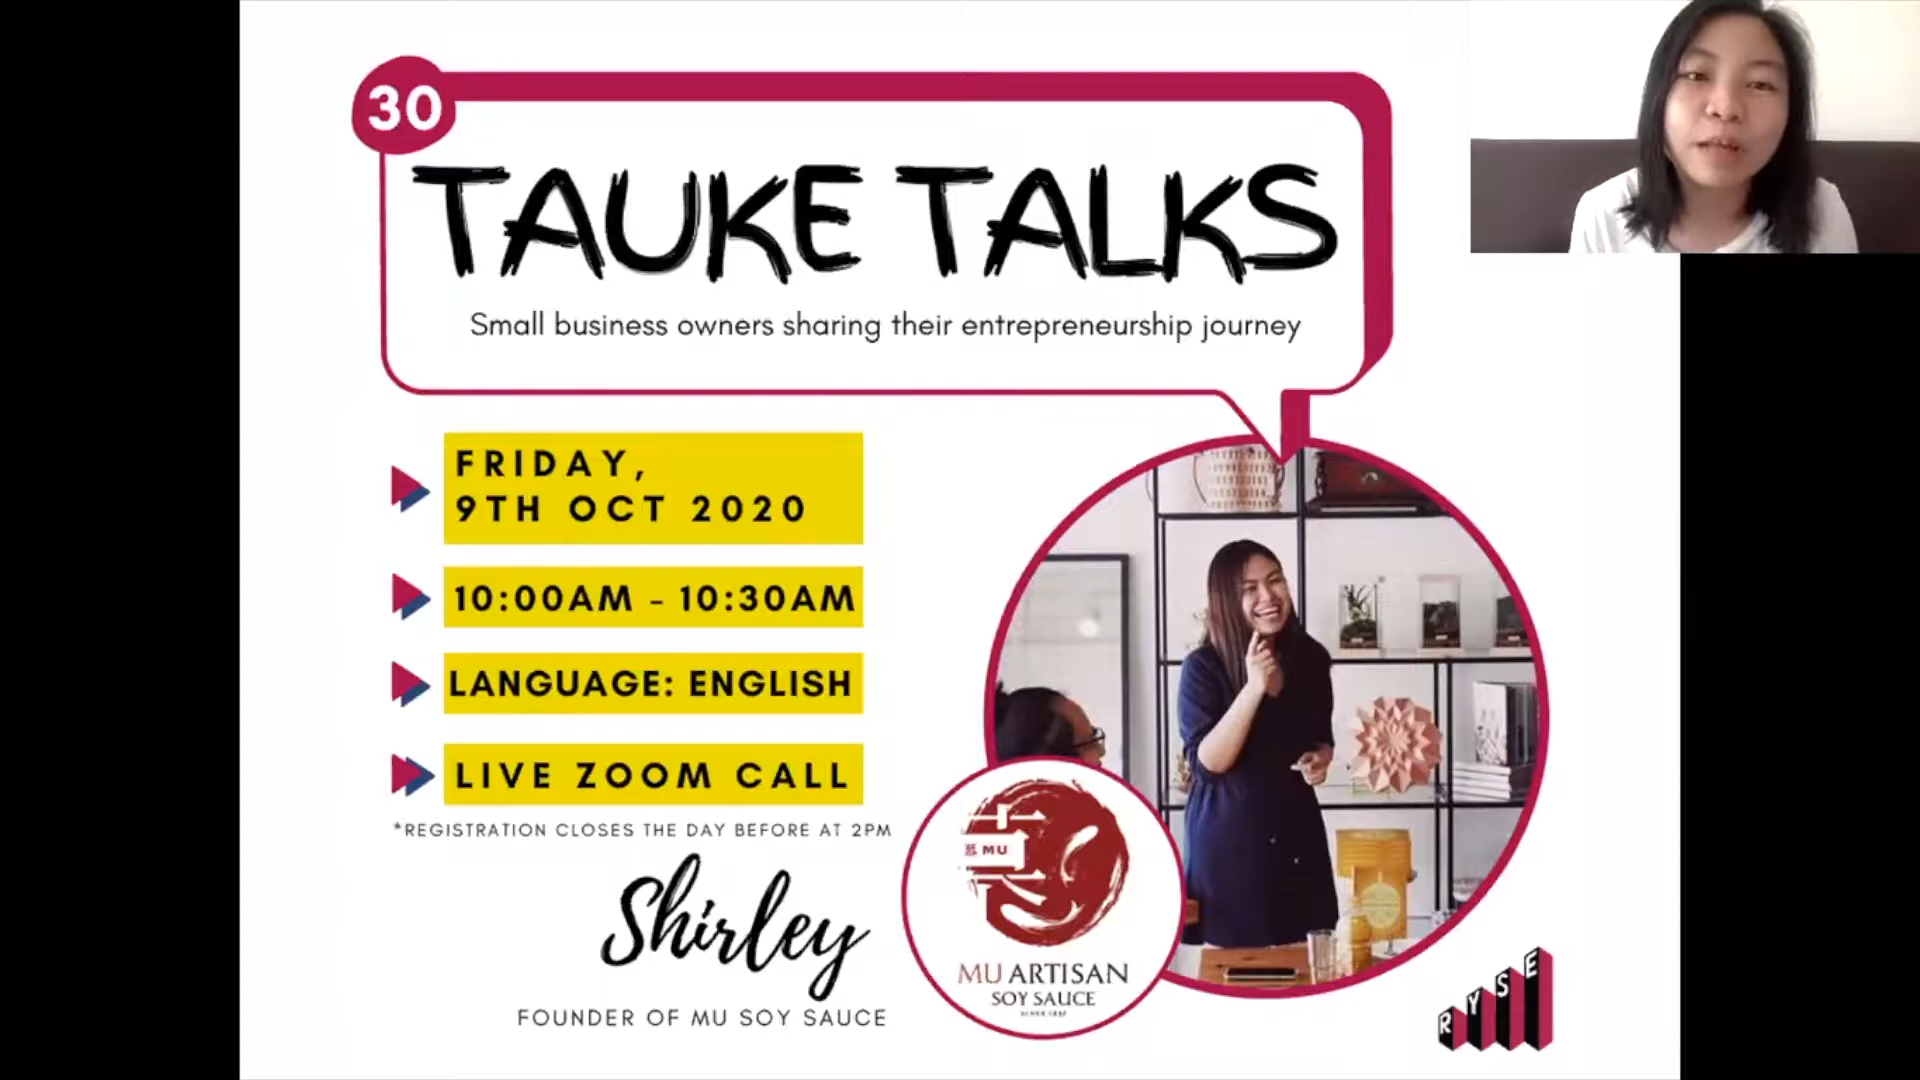 30
TAUKE TALKS
Small business owners sharing their entrepreneurship journey
FRIDAY,
9TH OCT 2020
10:00AM - 10:30AM
LANGUAGE: ENGLISH
LIVE ZOOM CALL
*REGISTRATION CLOSES THE DAY BEFORE AT 2PM
Shirley
FOUNDER OF MU SOY SAUCE
MU
MU ARTISAN
SOY SAUCE
RYSE